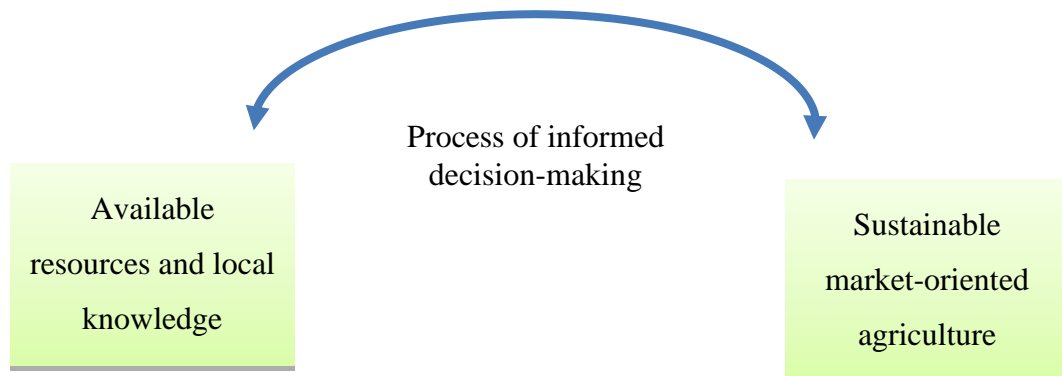 Process of informed
decision-making
Available
resources and local
knowledge
Sustainable
market-oriented
agriculture